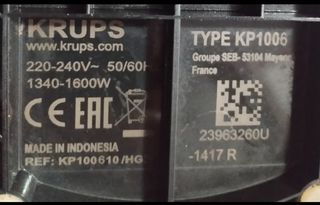 KRUPS
www.krups.com
220-240V~ 50/60H
1340-1600W
CE EAC
MADE IN INDONESIA
REF: KP100610/HG
TYPE KP1006
Groupe SEB- 53104 Mayenne
France
23963260U
-1417 R